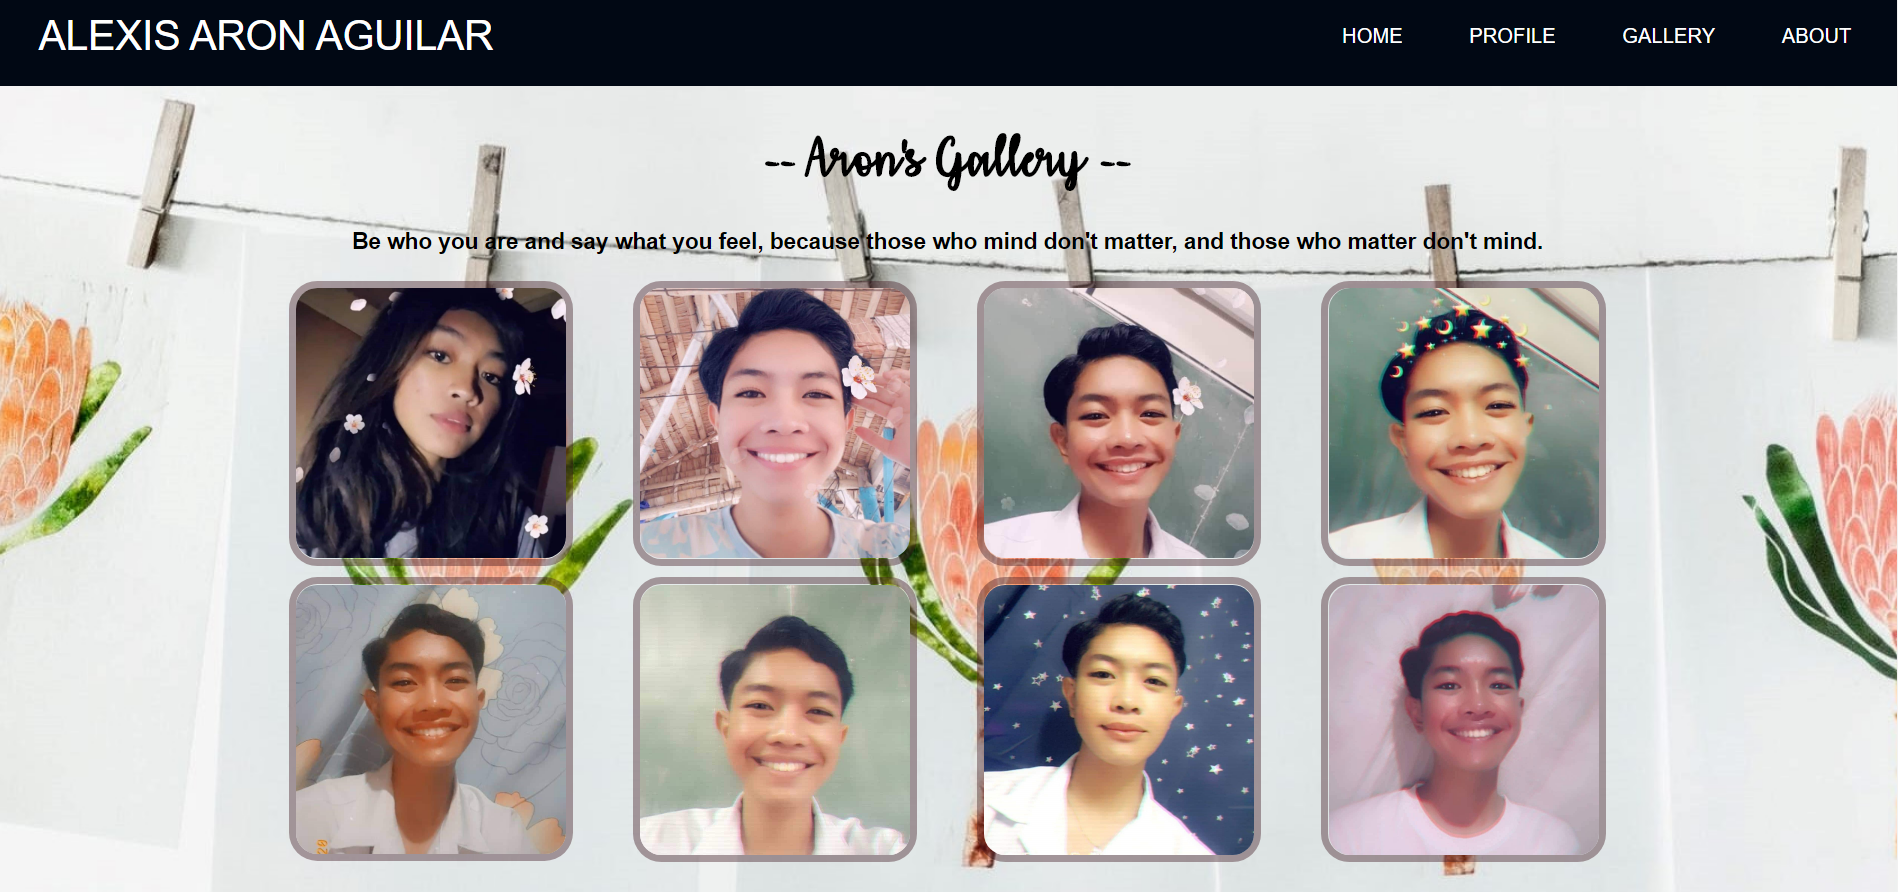 ALEXIS ARON AGUILAR
HOME PROFILE GALLERY ABOUT
-- Aron's Gallery --
Be who you are and say what you feel, because those who mind don't matter, and those who matter don't mind.
20